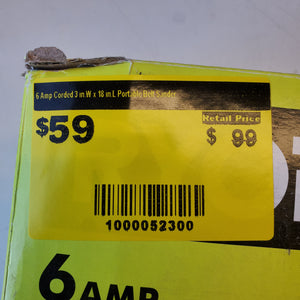 6 Amp Corded 3 in W x 18 in L Portable Belt Sander
Retail Price
$59
$ 99
1000052300
6 AMP